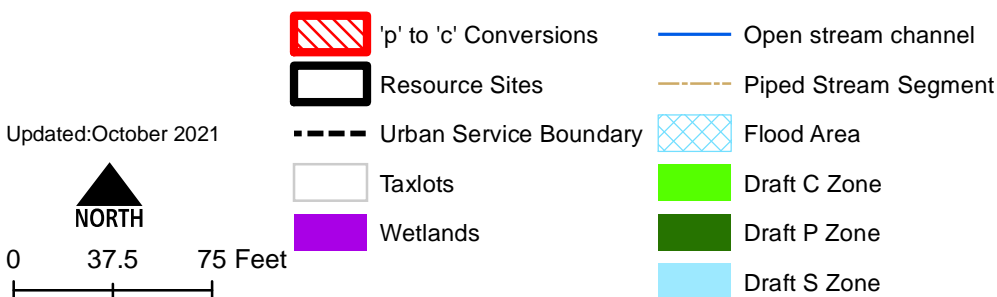 'p' to 'c' Conversions
Resource Sites
Urban Service Boundary
Taxlots
Wetlands
Open stream channel
Piped Stream Segment
Flood Area
Draft C Zone
Draft P Zone
Draft S Zone
Updated:October 2021
NORTH
0 37.5 75 Feet